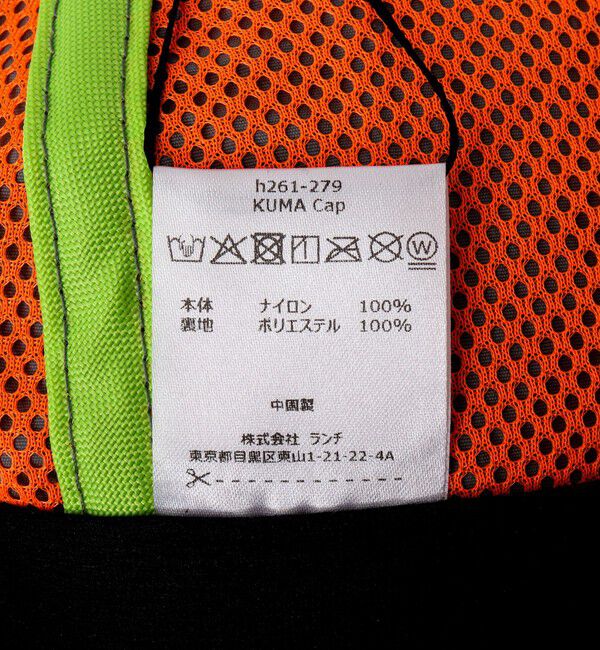 h261-279
KUMA Cap
W
本体 ナイロン 100%
裏地 ポリエステル 100%
中国製
株式会社 ランチ
東京都目黒区東山1-21-22-4A